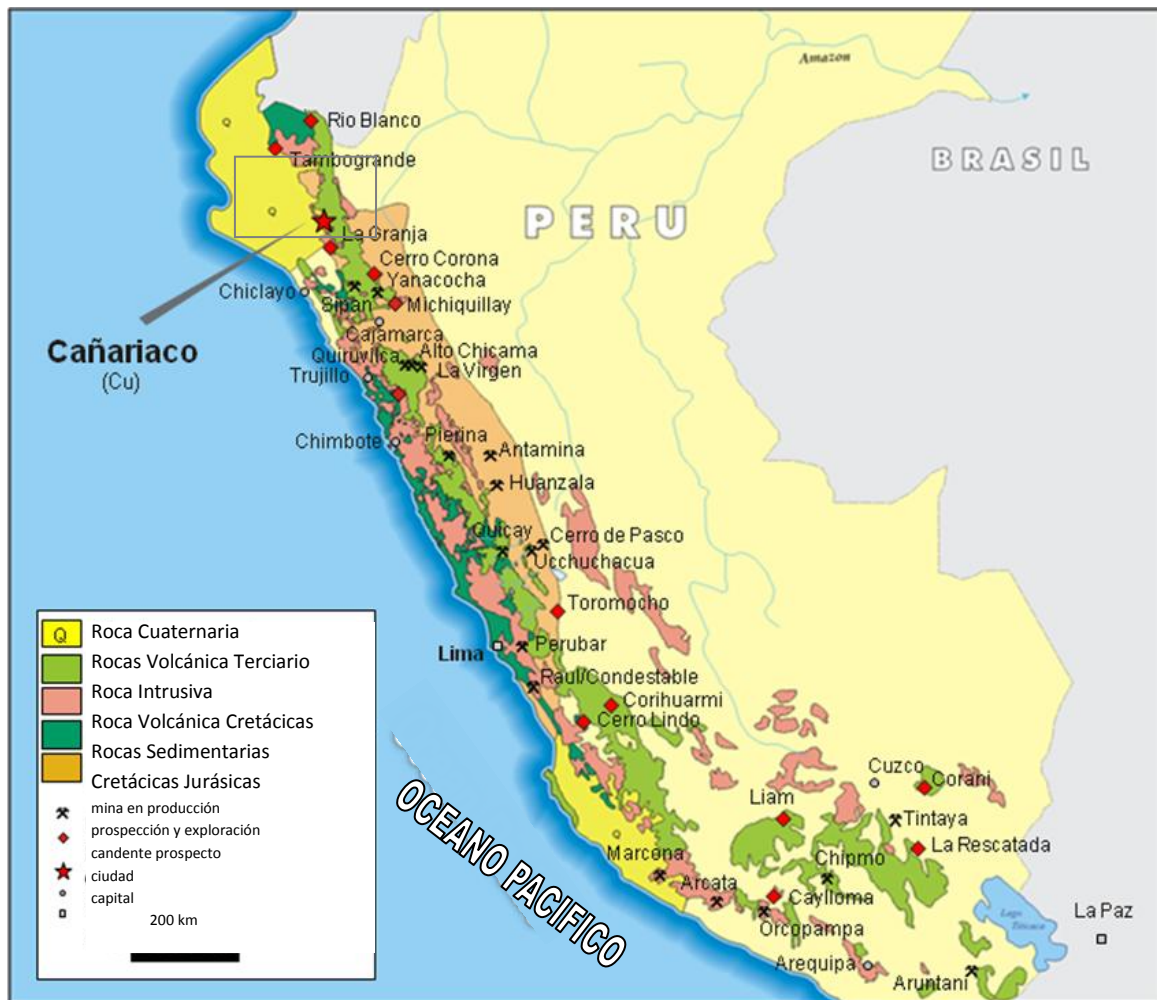 Amazon
Rio Blanco
BRASIL
Tambogrande
Q
PERU
Q
La Granja
Cerro Corona
Yanacocha
Chiclayo
Sipan
Michiquillay
Cajamarca
Cañariaco
(Cu)
Quiruvilca
Alto Chicama
La Virgen
Trujillo
Chimbote
Pierina
Antamina
Huanzala
Quicay
Cerro de Pasco
Ucchuchacua
Toromocho
Lima
Perubar
Raul/Condestable
Corihuarmi
Cerro Lindo
Cuzco
Corani
Liam
Tintaya
Q
La Rescatada
Marcona
Chipmo
Arcata
Caylloma
Orcopampa
Lago
Titicaca
La Paz
Arequipa
Aruntani
OCEANO PACIFICO
Q
Roca Cuaternaria
Rocas Volcánica Terciario
Roca Intrusiva
Roca Volcánica Cretácicas
Rocas Sedimentarias
Cretácicas Jurásicas
mina en producción
prospección y exploración
candente prospecto
ciudad
capital
200 km